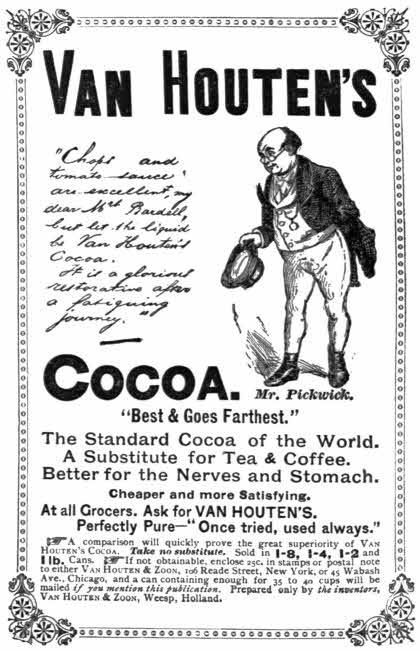 VAN HOUTEN'S
"Chops and
tomato sauce
are excellent, my
dear Mrs Bardell,
but let the liquid
be Van Houten's
Cocoa.
It is a glorious
restorative after
a fatiguing
journey."
COCOA.
Mr. Pickwick.
"Best & Goes Farthest."
The Standard Cocoa of the World.
A Substitute for Tea & Coffee.
Better for the Nerves and Stomach.
Cheaper and more Satisfying.
At all Grocers. Ask for VAN HOUTEN'S.
Perfectly Pure—"Once tried, used always."
☞A comparison will quickly prove the great superiority of VAN
HOUTEN'S COCOA. Take no substitute. Sold in 1-8, 1-4, 1-2 and
1 lb. Cans. ☞If not obtainable, enclose 25c. in stamps or postal note
to either VAN HOUTEN & ZOON, 106 Reade Street, New York, or 45 Wabash
Ave., Chicago, and a can containing enough for 35 to 40 cups will be
mailed if you mention this publication. Prepared only by the inventors,
VAN HOUTEN & ZOON, Weesp, Holland.